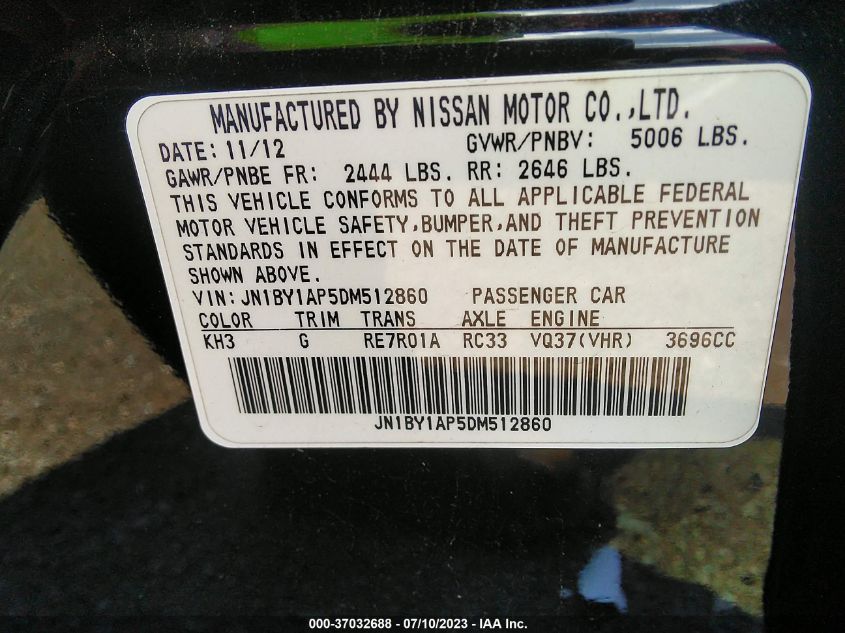 MANUFACTURED BY NISSAN MOTOR CO.,LTD.
DATE: 11/12 GVWR/PNBV: 5006 LBS.
GAWR/PNBE FR: 2444 LBS. RR: 2646 LBS.
THIS VEHICLE CONFORMS TO ALL APPLICABLE FEDERAL
MOTOR VEHICLE SAFETY,BUMPER,AND THEFT PREVENTION
STANDARDS IN EFFECT ON THE DATE OF MANUFACTURE
SHOWN ABOVE.
VIN:JN1BY1AP5DM512860 PASSENGER CAR
COLOR TRIM TRANS AXLE ENGINE
KH3 G RE7R01A RC33 VQ37(VHR) 3696CC
JN1BY1AP5DM512860
000-37032688 - 07/10/2023 - IAA Inc.